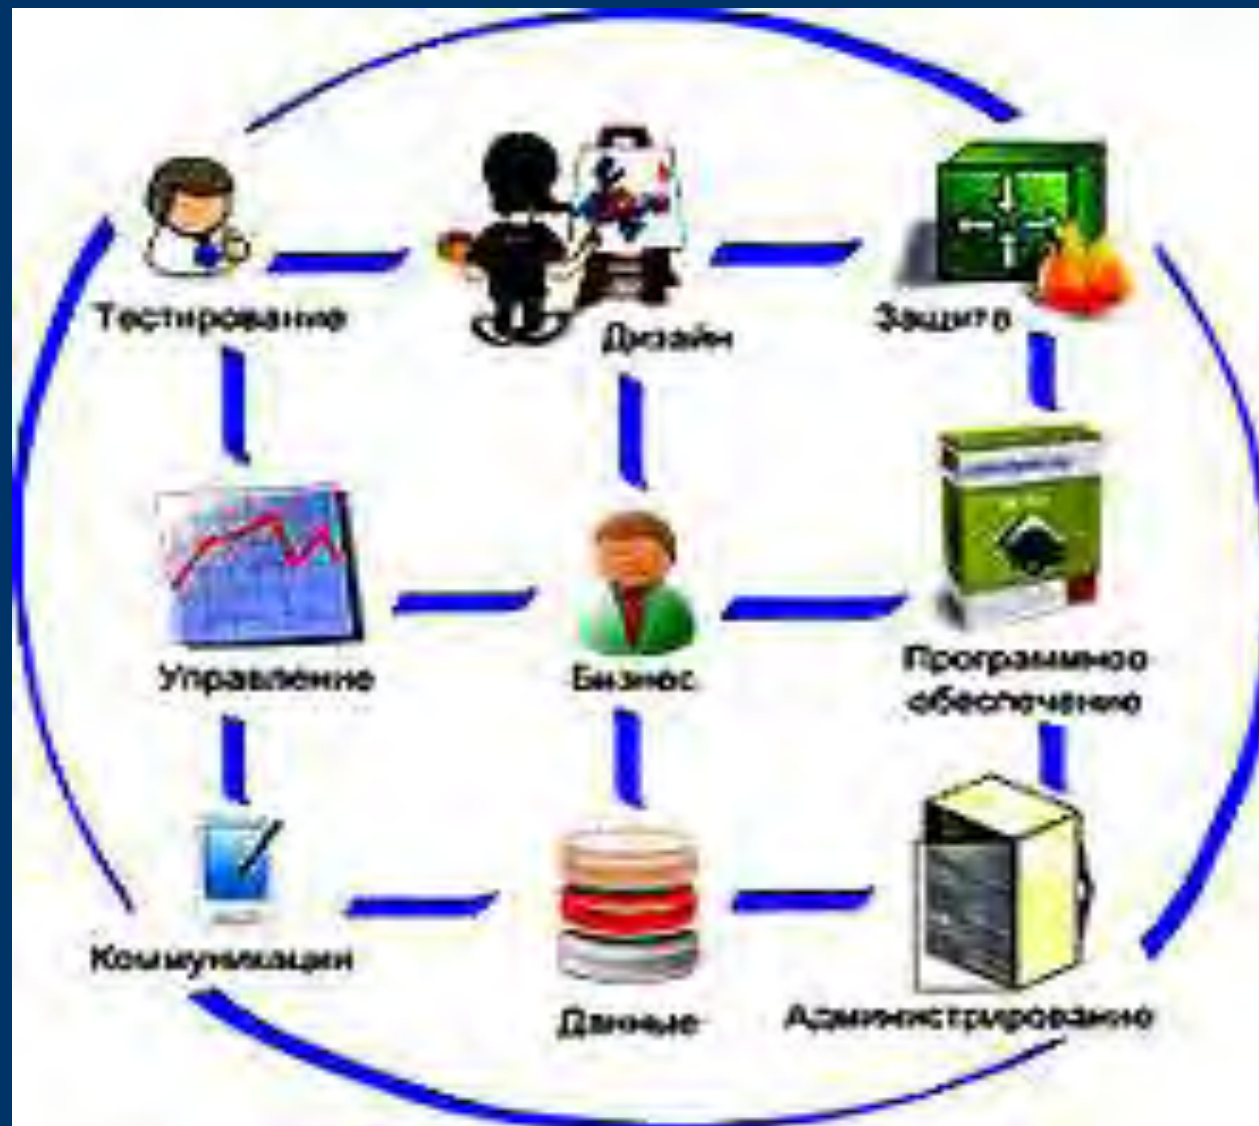 Тестирование
Дизайн
Защита
Управление
Бизнес
Программное
обеспечение
Коммуникации
Данные
Администрирование